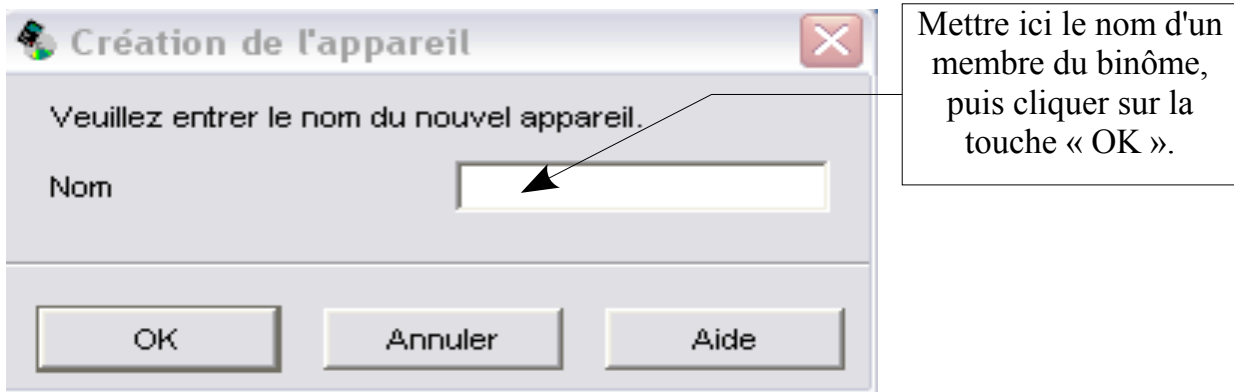 Création de l'appareil
Veuillez entrer le nom du nouvel appareil.
Nom
OK
Annuler
Aide
Mettre ici le nom d'un
membre du binôme,
puis cliquer sur la
touche « OK ».